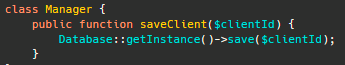 class Manager {
    public function saveClient($clientId) {
        Database::getInstance()->save($clientId);
    }